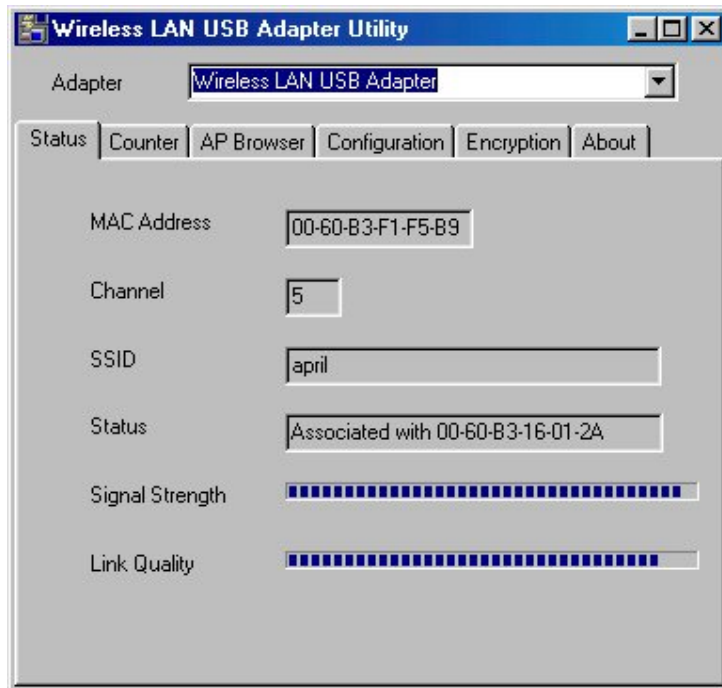 Wireless LAN USB Adapter Utility
Adapter Wireless LAN USB Adapter
Status Counter AP Browser Configuration Encryption About
MAC Address 00-60-B3-F1-F5-B9
Channel 5
SSID april
Status Associated with 00-60-B3-16-01-2A
Signal Strength
Link Quality